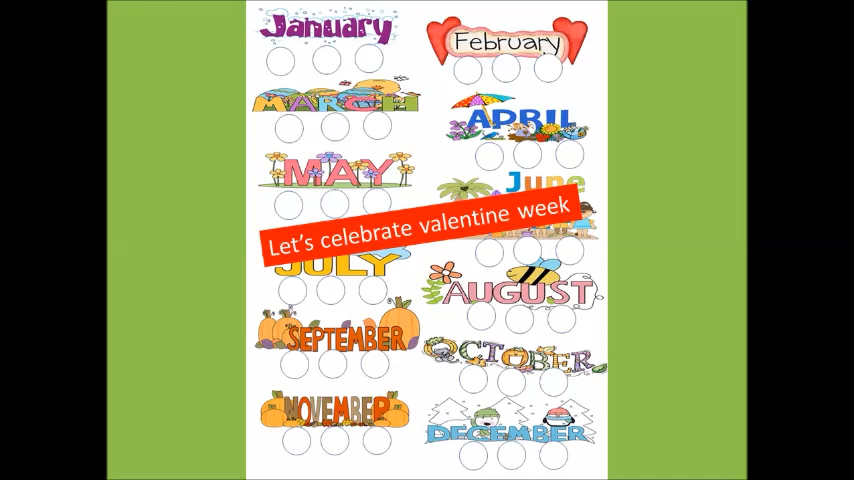 January
February
MARCH
APRIL
MAY
June
Let's celebrate valentine week
JULY
AUGUST
SEPTEMBER
OCTOBER
NOVEMBER
DECEMBER